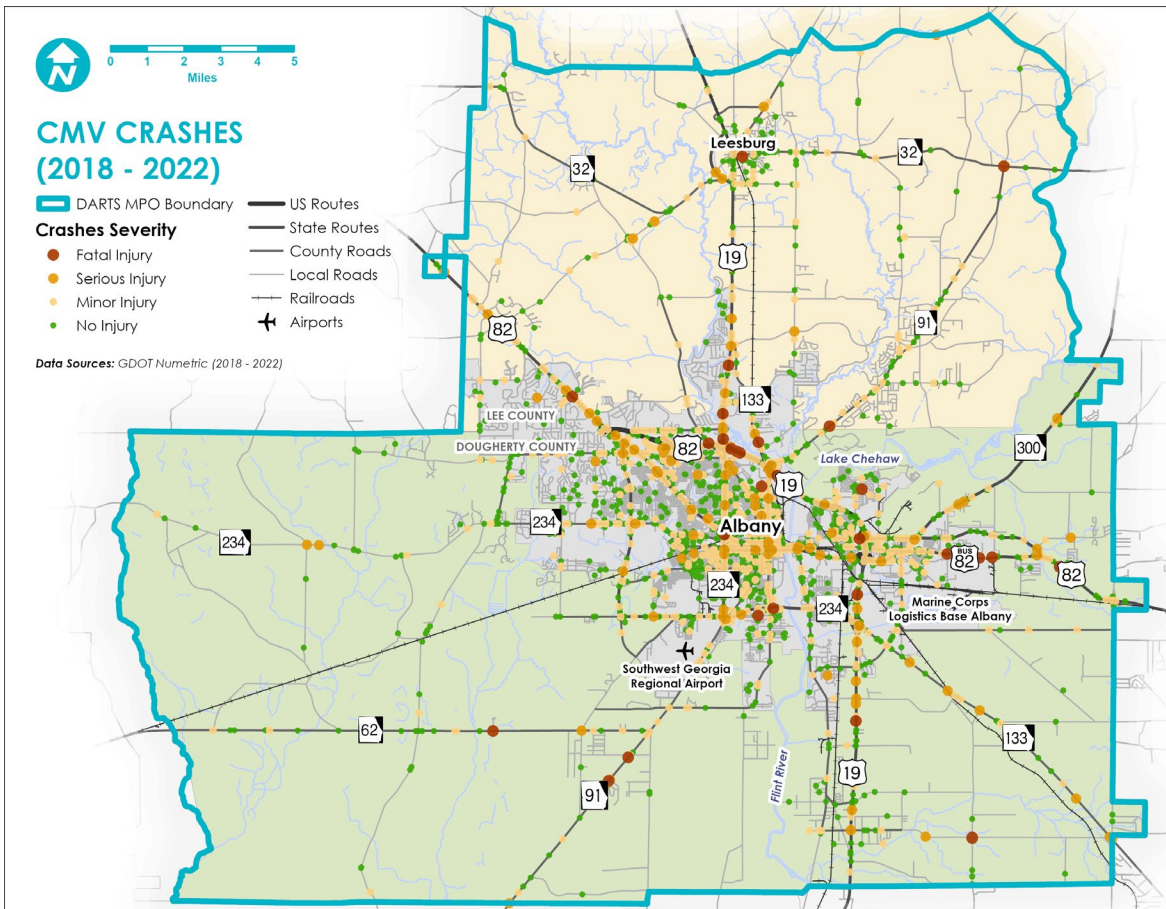 N
0 1 2 3 4 5
Miles
CMV CRASHES
(2018 - 2022)
DARTS MPO Boundary
Crashes Severity
Fatal Injury
Serious Injury
Minor Injury
No Injury
US Routes
State Routes
County Roads
Local Roads
Railroads
Airports
Data Sources: GDOT Numetric (2018 - 2022)
Leesburg
32
32
19
82
91
133
LEE COUNTY
DOUGHERTY COUNTY
82
Lake Chehaw
300
19
234
234
Albany
BUS
82
82
234
234
Marine Corps
Logistics Base Albany
Southwest Georgia
Regional Airport
62
133
Flint River
19
91